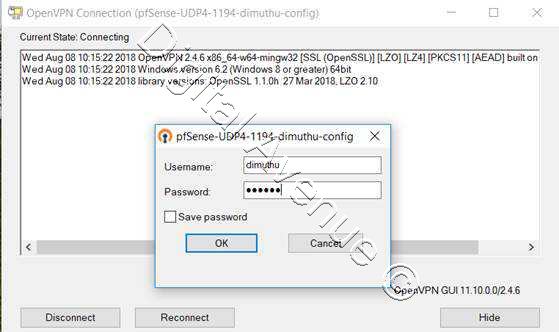 OpenVPN Connection (pfSense-UDP4-1194-dimuthu-config)
Current State: Connecting
Wed Aug 08 10:15:22 2018 OpenVPN 2.4.6 x86_64-w64-mingw32 [SSL (OpenSSL)] [LZO] [LZ4] [PKCS11] [AEAD] built on
Wed Aug 08 10:15:22 2018 Windows version 6.2 (Windows 8 or greater) 64bit
Wed Aug 08 10:15:22 2018 library versions: OpenSSL 1.1.0h  27 Mar 2018, LZO 2.10
pfSense-UDP4-1194-dimuthu-config
Username: dimuthu
Password: ••••••
Save password
OK Cancel
OpenVPN GUI 11.10.0.0/2.4.6
Disconnect Reconnect Hide
Digital Avenue ©